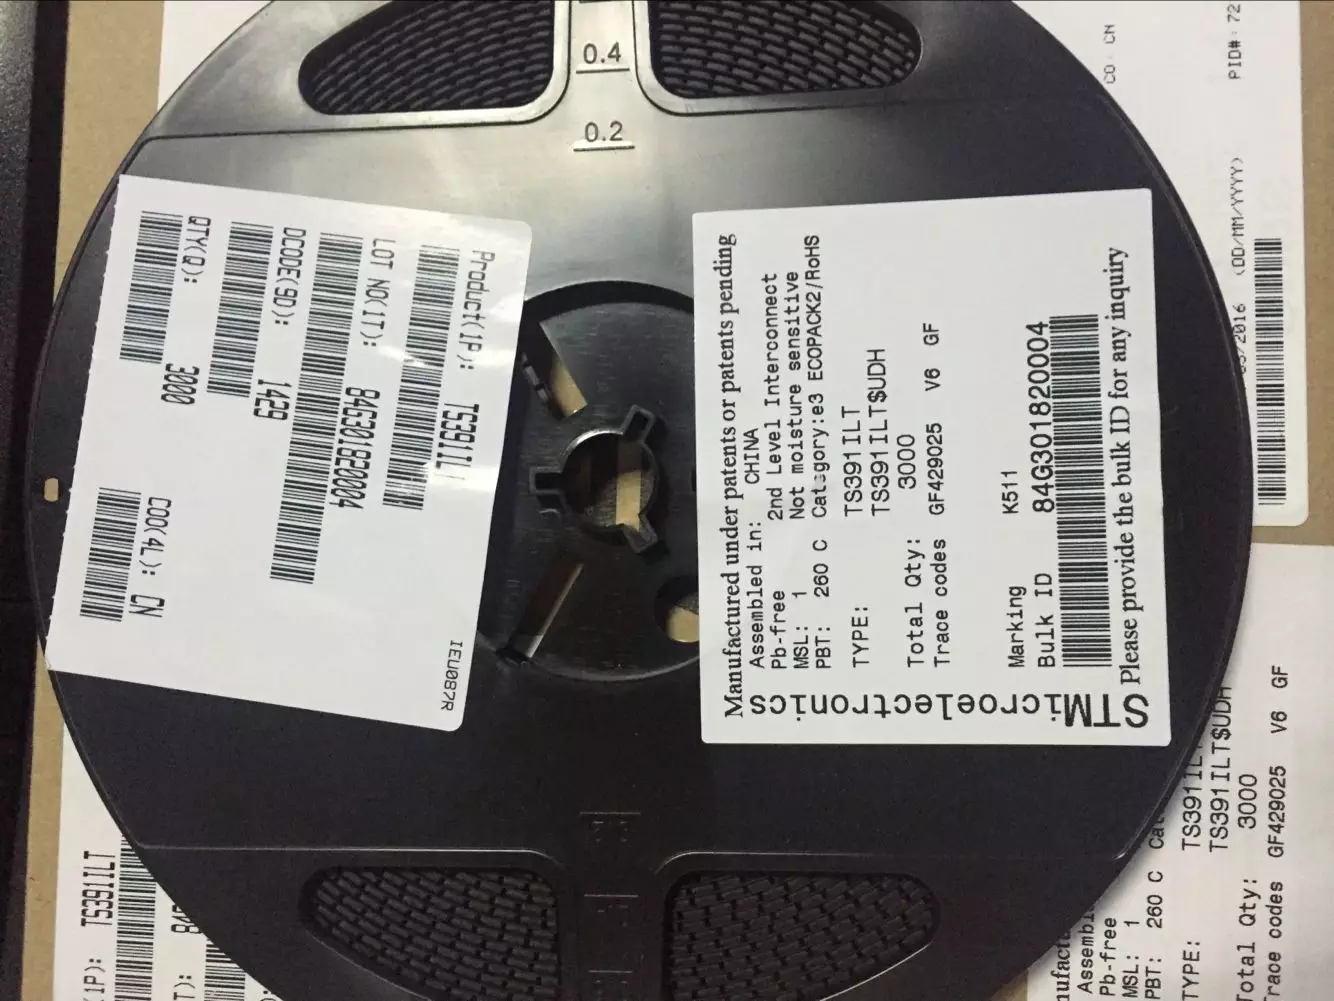 0.4
0.2
Product(1P): TS391ILT
LOT NO(1T): 84G301820004
DCODE(9D): 1429
QTY(Q): 3000
COO(4L): CN
IEU087R
Manufactured under patents or patents pending
Assembled in: CHINA
Pb-free 2nd Level Interconnect
MSL: 1 Not moisture sensitive
PBT: 260 C Category:e3 ECOPACK2/RoHS
TYPE: TS391ILT
TS391ILT$UDH
Total Qty: 3000
Trace codes GF429025 V6 GF
Marking K511
Bulk ID 84G301820004
Please provide the bulk ID for any inquiry
STMicroelectronics
CO: CN
PID#: 72
/2016 (DD/MM/YYYY)
(1P): TS391ILT
T):
Pb-free
MSL: 1
PBT: 260 C
TYPE: TS391ILT
TS391ILT$UDH
Total Qty: 3000
Trace codes GF429025 V6 GF